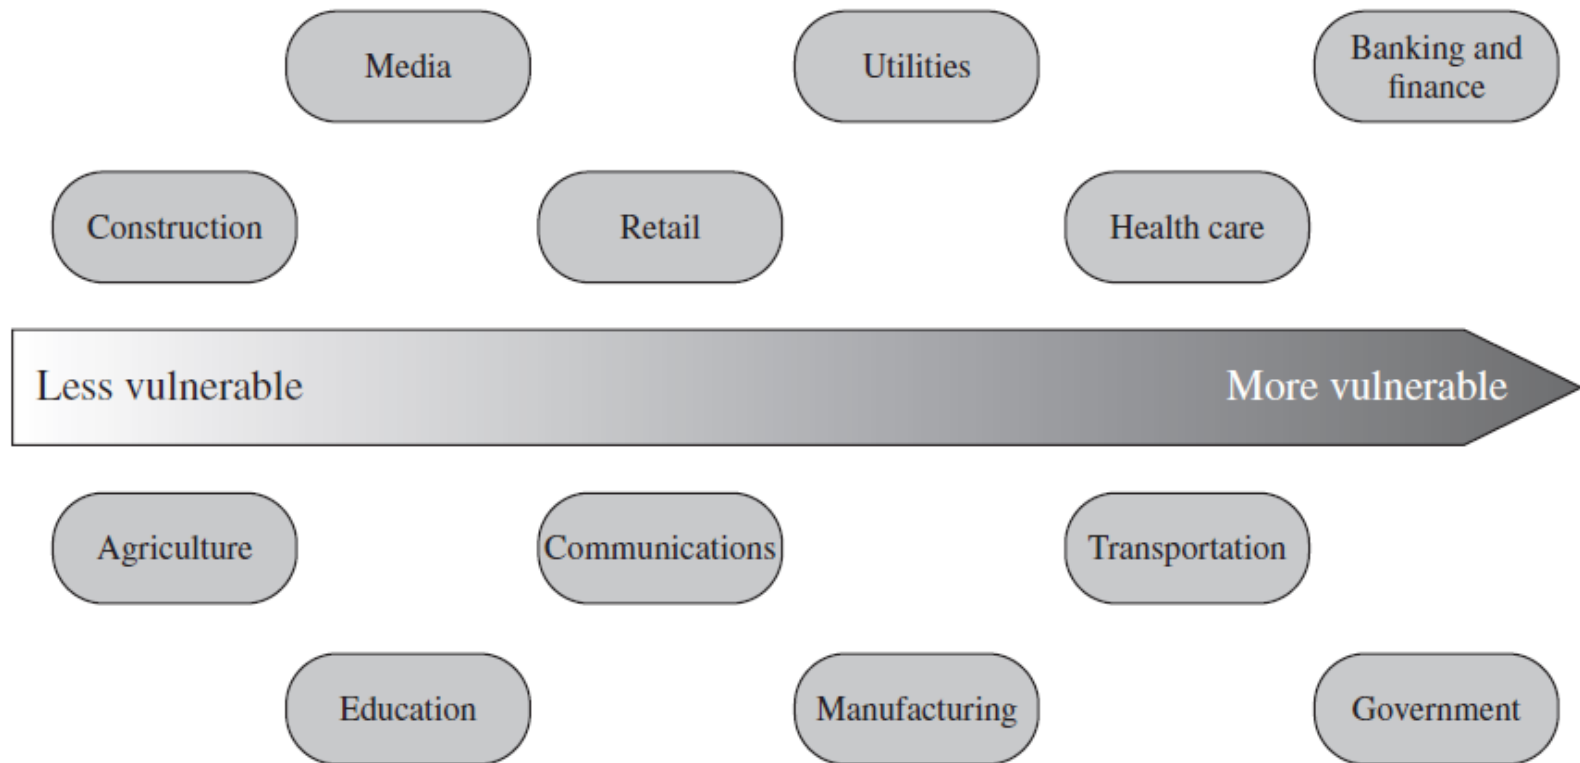 Media
Utilities
Banking and
finance
Construction
Retail
Health care
Less vulnerable
More vulnerable
Agriculture
Communications
Transportation
Education
Manufacturing
Government